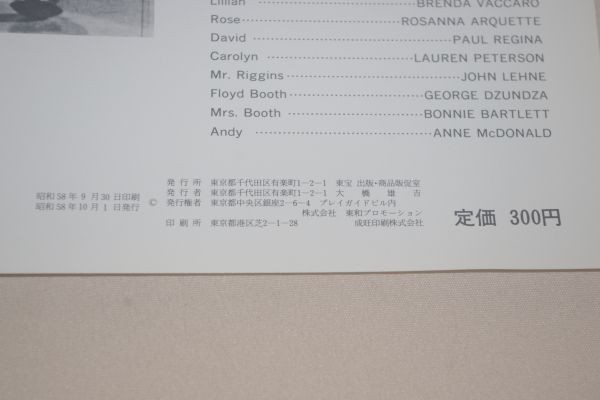 Lillian ························ BRENDA VACCARO
Rose ························ ROSANNA ARQUETTE
David ························ PAUL REGINA
Carolyn ························ LAUREN PETERSON
Mr. Riggins ························ JOHN LEHNE
Floyd Booth ························ GEORGE DZUNDZA
Mrs. Booth ························ BONNIE BARTLETT
Andy ························ ANNE McDONALD
昭和58年9月30日印刷
昭和58年10月1日発行
©
発行所 東京都千代田区有楽町1-2-1 東宝 出版・商品販促室
発行者 東京都千代田区有楽町1-2-1 大橋雄吉
発行権者 東京都中央区銀座2-6-4 プレイガイドビル内
株式会社 東和プロモーション
印刷所 東京都港区芝2-1-28 成旺印刷株式会社
定価 300円